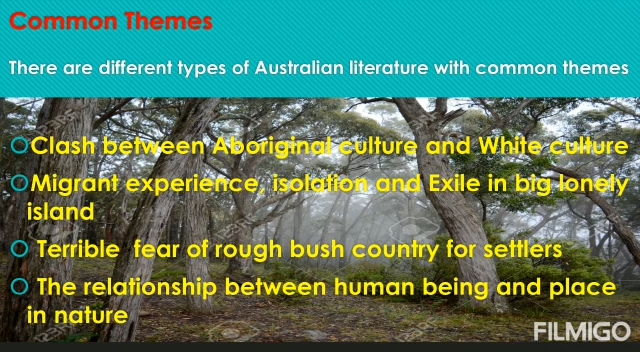 Common Themes
There are different types of Australian literature with common themes
Clash between Aboriginal culture and White culture
Migrant experience, isolation and Exile in big lonely
island
Terrible fear of rough bush country for settlers
The relationship between human being and place
in nature
FILMIGO